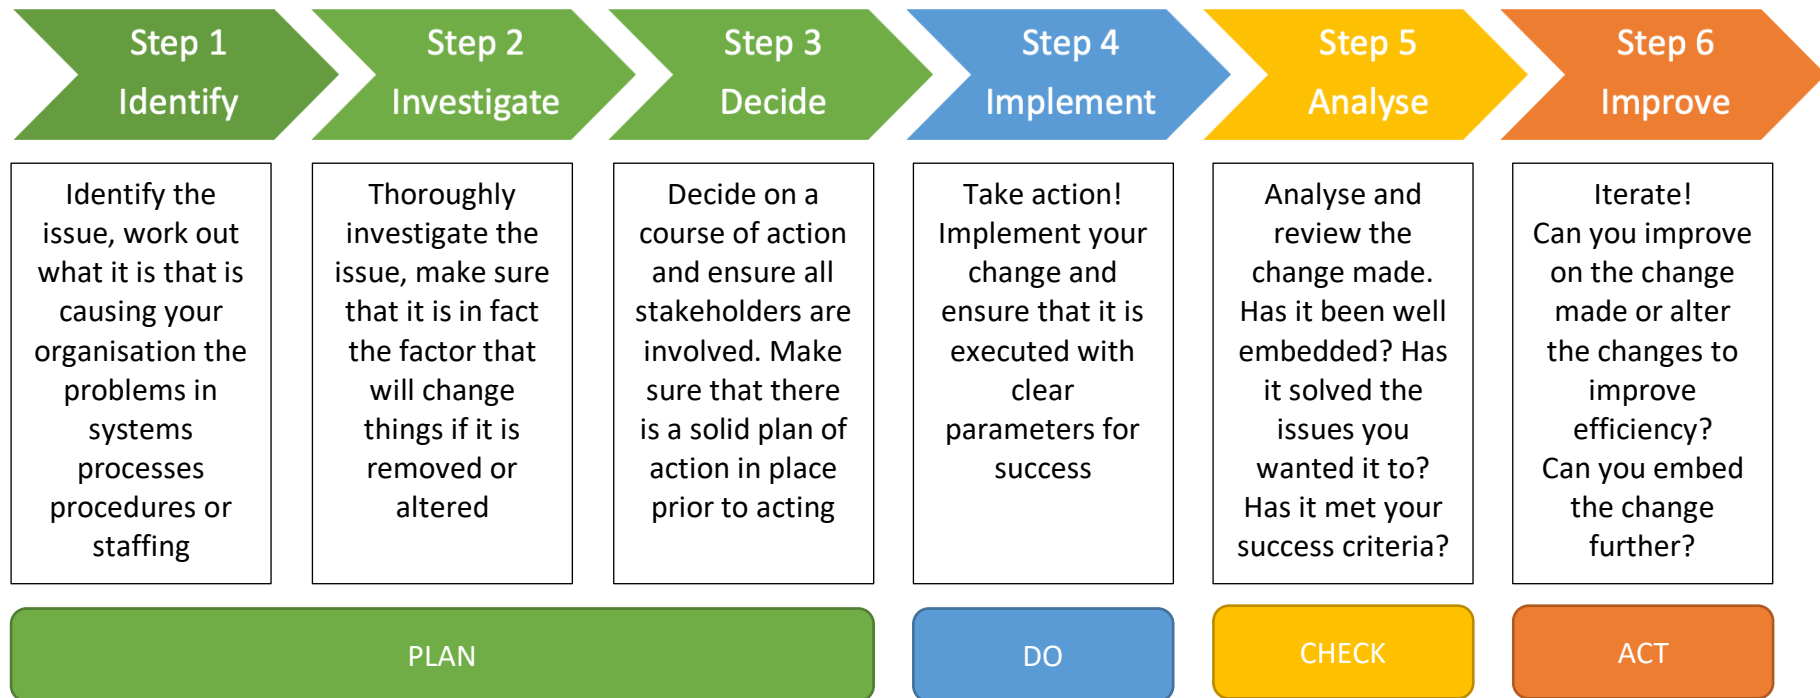 Step 1
Identify
Step 2
Investigate
Step 3
Decide
Step 4
Implement
Step 5
Analyse
Step 6
Improve
Identify the
issue, work out
what it is that is
causing your
organisation the
problems in
systems
processes
procedures or
staffing
Thoroughly
investigate the
issue, make sure
that it is in fact
the factor that
will change
things if it is
removed or
altered
Decide on a
course of action
and ensure all
stakeholders are
involved. Make
sure that there
is a solid plan of
action in place
prior to acting
Take action!
Implement your
change and
ensure that it is
executed with
clear
parameters for
success
Analyse and
review the
change made.
Has it been well
embedded? Has
it solved the
issues you
wanted it to?
Has it met your
success criteria?
Iterate!
Can you improve
on the change
made or alter
the changes to
improve
efficiency?
Can you embed
the change
further?
PLAN
DO
CHECK
ACT